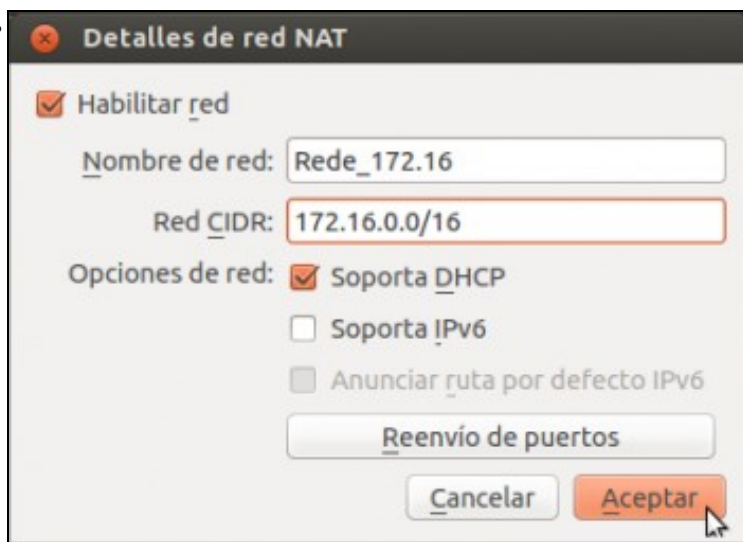 Detalles de red NAT
Habilitar red
Nombre de red: Rede_172.16
Red CIDR: 172.16.0.0/16
Opciones de red: Soporta DHCP
Soporta IPv6
Anunciar ruta por defecto IPv6
Reenvío de puertos
Cancelar Aceptar